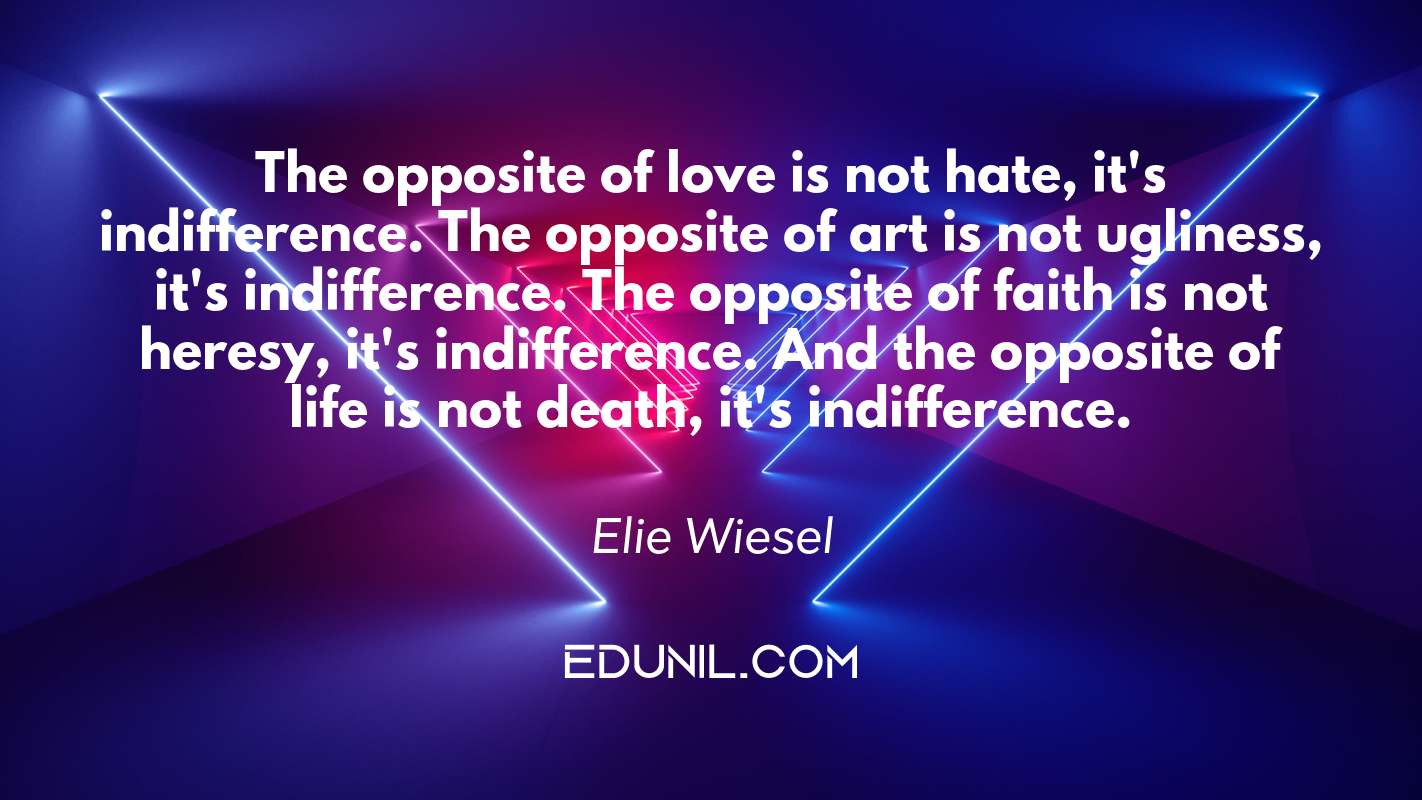 The opposite of love is not hate, it's
indifference. The opposite of art is not ugliness,
it's indifference. The opposite of faith is not
heresy, it's indifference. And the opposite of
life is not death, it's indifference.
Elie Wiesel
EDUNIL.COM